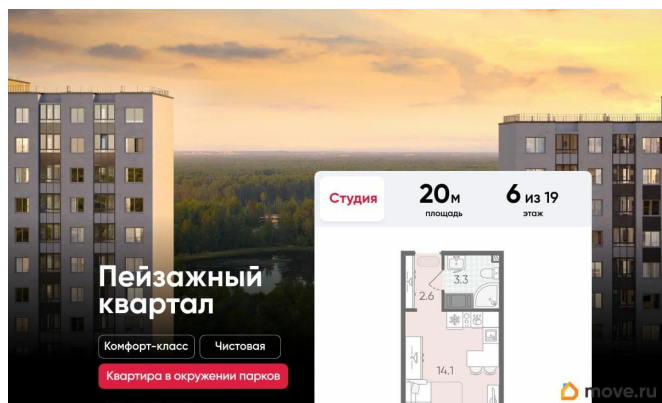 Студия
20м
площадь
6 из 19
этаж
Пейзажный
квартал
Комфорт-класс
Чистовая
Квартира в окружении парков
2.6
3.3
14.1
move.ru